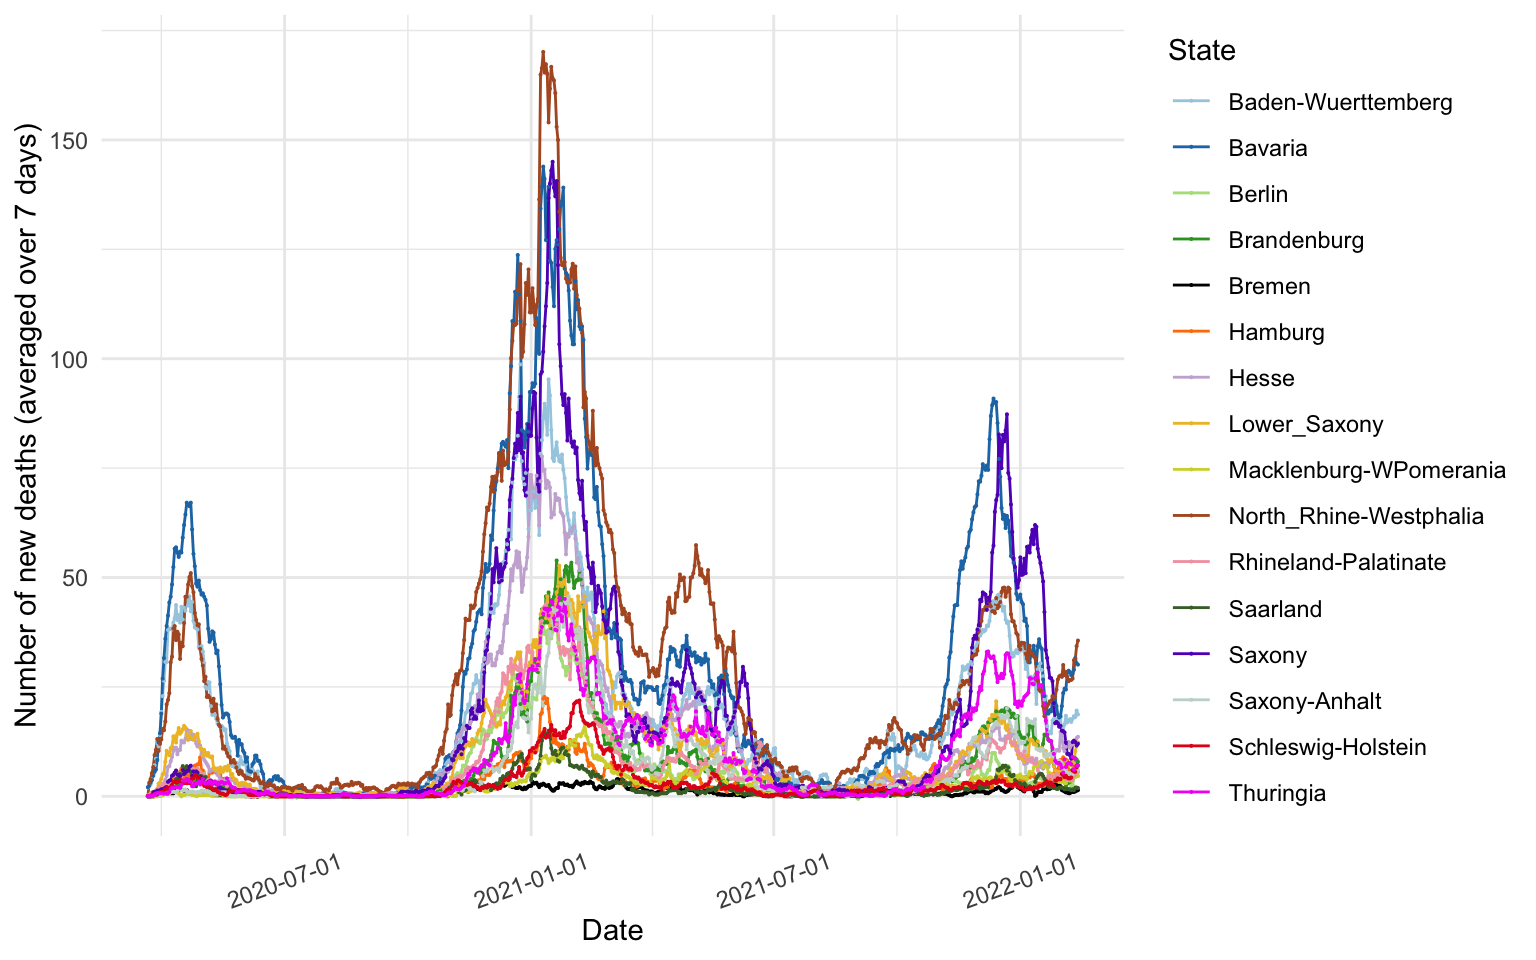 Number of new deaths (averaged over 7 days)
150
100
50
0
2020-07-01
2021-01-01
2021-07-01
2022-01-01
Date
State
Baden-Wuerttemberg
Bavaria
Berlin
Brandenburg
Bremen
Hamburg
Hesse
Lower_Saxony
Macklenburg-WPomerania
North_Rhine-Westphalia
Rhineland-Palatinate
Saarland
Saxony
Saxony-Anhalt
Schleswig-Holstein
Thuringia